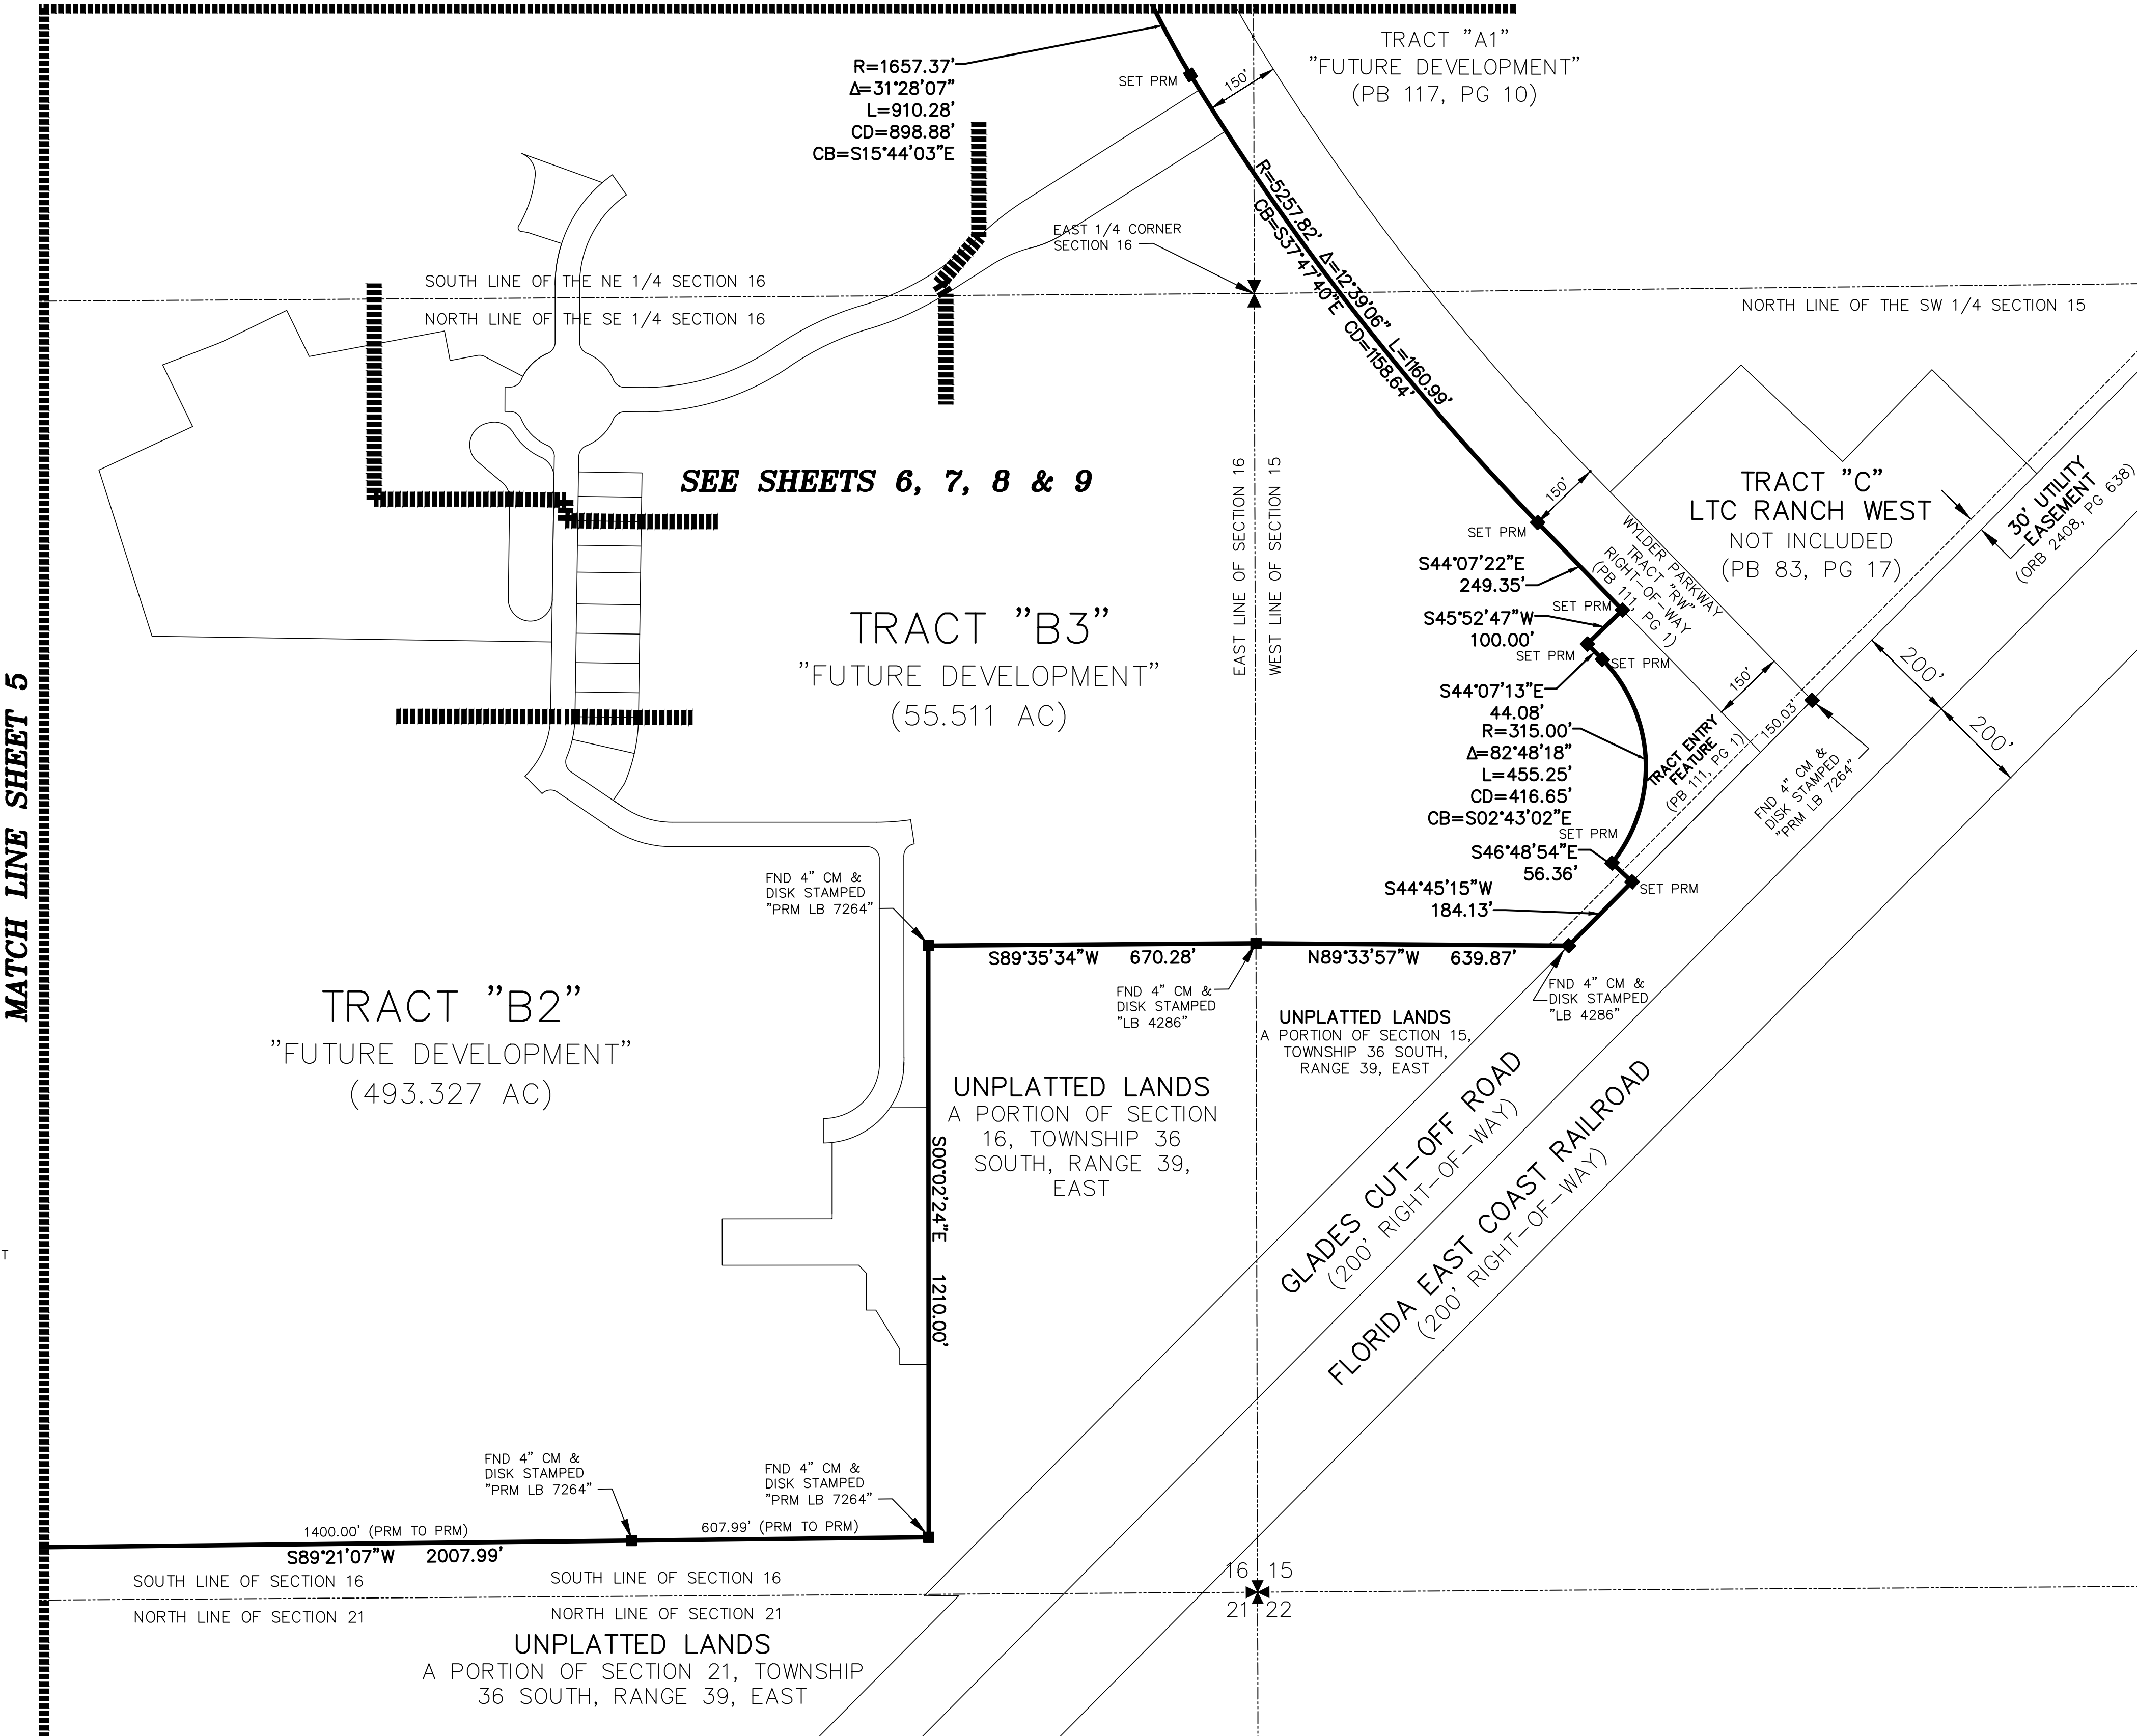 TRACT "A1"
"FUTURE DEVELOPMENT"
(PB 117, PG 10)
R=1657.37'
Δ=31°28'07"
L=910.28'
CD=898.88'
CB=S15°44'03"E
SET PRM
150'
R=5257.82' Δ=12°39'06" L=1160.99'
CB=S37°47'40"E CD=1158.64'
EAST 1/4 CORNER
SECTION 16
SOUTH LINE OF THE NE 1/4 SECTION 16
NORTH LINE OF THE SE 1/4 SECTION 16
NORTH LINE OF THE SW 1/4 SECTION 15
SEE SHEETS 6, 7, 8 & 9
EAST LINE OF SECTION 16
WEST LINE OF SECTION 15
TRACT "C"
LTC RANCH WEST
NOT INCLUDED
(PB 83, PG 17)
30' UTILITY
EASEMENT
(ORB 2408, PG 638)
150'
SET PRM
WYLDER PARKWAY
TRACT "RW"
RIGHT-OF-WAY
(PB 111, PG 1)
S44°07'22"E
249.35'
SET PRM
S45°52'47"W
100.00'
SET PRM
SET PRM
S44°07'13"E
44.08'
R=315.00'
Δ=82°48'18"
L=455.25'
CD=416.65'
CB=S02°43'02"E
SET PRM
S46°48'54"E
56.36'
SET PRM
S44°45'15"W
184.13'
150'
150.03'
TRACT ENTRY
FEATURE
(PB 111, PG 1)
FND 4" CM &
DISK STAMPED
"PRM LB 7264"
200'
200'
TRACT "B3"
"FUTURE DEVELOPMENT"
(55.511 AC)
MATCH LINE SHEET 5
FND 4" CM &
DISK STAMPED
"PRM LB 7264"
S89°35'34"W 670.28'
N89°33'57"W 639.87'
FND 4" CM &
DISK STAMPED
"LB 4286"
FND 4" CM &
DISK STAMPED
"LB 4286"
UNPLATTED LANDS
A PORTION OF SECTION 15,
TOWNSHIP 36 SOUTH,
RANGE 39, EAST
TRACT "B2"
"FUTURE DEVELOPMENT"
(493.327 AC)
UNPLATTED LANDS
A PORTION OF SECTION
16, TOWNSHIP 36
SOUTH, RANGE 39,
EAST
S00°02'24"E 1210.00'
GLADES CUT-OFF ROAD
(200' RIGHT-OF-WAY)
FLORIDA EAST COAST RAILROAD
(200' RIGHT-OF-WAY)
T
FND 4" CM &
DISK STAMPED
"PRM LB 7264"
FND 4" CM &
DISK STAMPED
"PRM LB 7264"
1400.00' (PRM TO PRM)
607.99' (PRM TO PRM)
S89°21'07"W 2007.99'
SOUTH LINE OF SECTION 16
SOUTH LINE OF SECTION 16
NORTH LINE OF SECTION 21
NORTH LINE OF SECTION 21
16 15
21 22
UNPLATTED LANDS
A PORTION OF SECTION 21, TOWNSHIP
36 SOUTH, RANGE 39, EAST